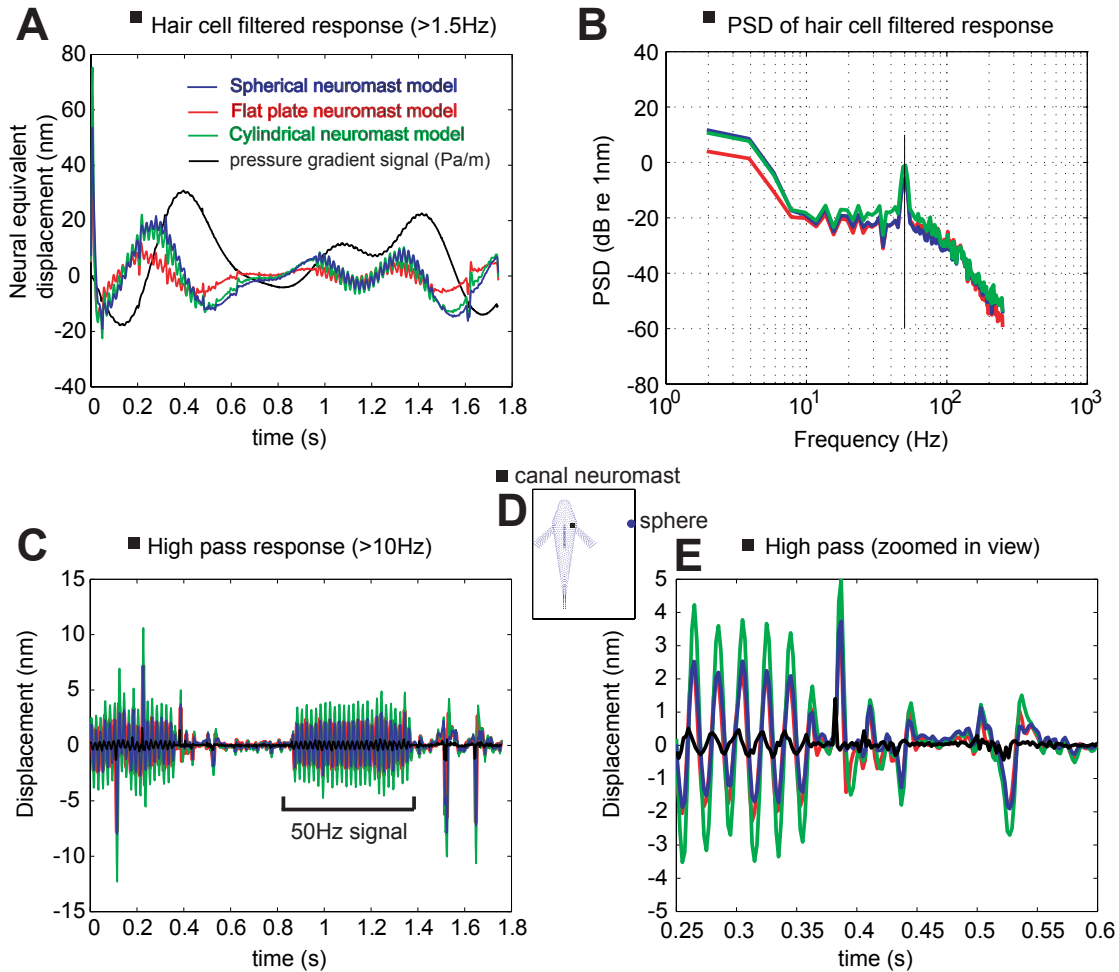 A
Hair cell filtered response (>1.5Hz)
80
60
40
20
0
-20
-40
Neural equivalent
displacement (nm)
Spherical neuromast model
Flat plate neuromast model
Cylindrical neuromast model
pressure gradient signal (Pa/m)
0 0.2 0.4 0.6 0.8 1.0 1.2 1.4 1.6 1.8
time (s)
B
PSD of hair cell filtered response
40
20
0
-20
-40
-60
-80
PSD (dB re 1nm)
10^0 10^1 10^2 10^3
Frequency (Hz)
canal neuromast
D
sphere
C
High pass response (>10Hz)
15
10
5
0
-5
-10
-15
Displacement (nm)
50Hz signal
0 0.2 0.4 0.6 0.8 1.0 1.2 1.4 1.6 1.8
time (s)
E
High pass (zoomed in view)
5
4
3
2
1
0
-1
-2
-3
-4
-5
Displacement (nm)
0.25 0.3 0.35 0.4 0.45 0.5 0.55 0.6
time (s)